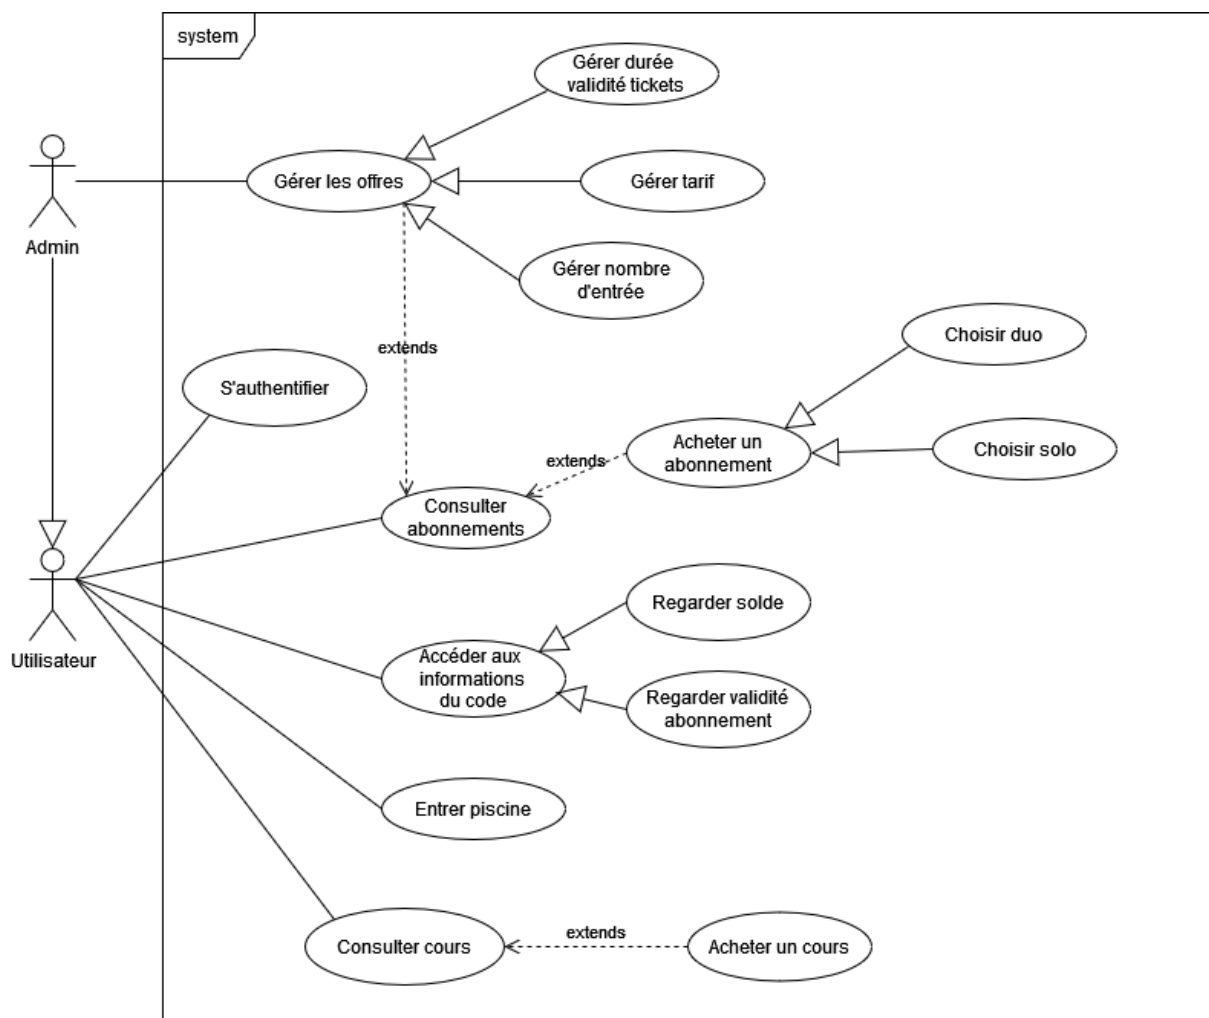 system
Gérer durée
validité tickets
Gérer les offres
Gérer tarif
Admin
Gérer nombre
d'entrée
Choisir duo
extends
S'authentifier
Acheter un
abonnement
Choisir solo
extends
Consulter
abonnements
Regarder solde
Utilisateur
Accéder aux
informations
du code
Regarder validité
abonnement
Entrer piscine
Consulter cours
extends
Acheter un cours